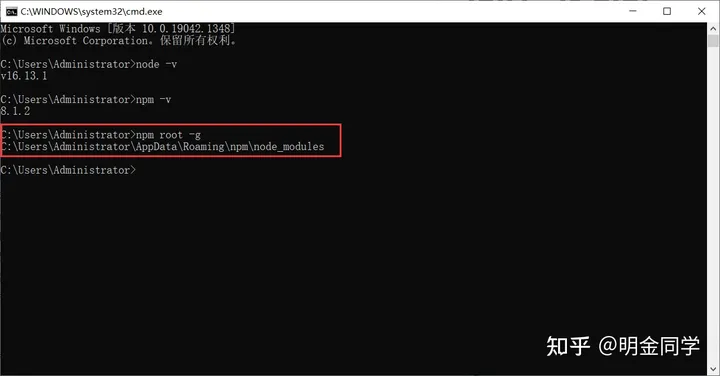 C:\WINDOWS\system32\cmd.exe
Microsoft Windows [版本 10.0.19042.1348]
(c) Microsoft Corporation。保留所有权利。
C:\Users\Administrator>node -v
v16.13.1
C:\Users\Administrator>npm -v
8.1.2
C:\Users\Administrator>npm root -g
C:\Users\Administrator\AppData\Roaming\npm\node_modules
C:\Users\Administrator>
知乎 @明金同学